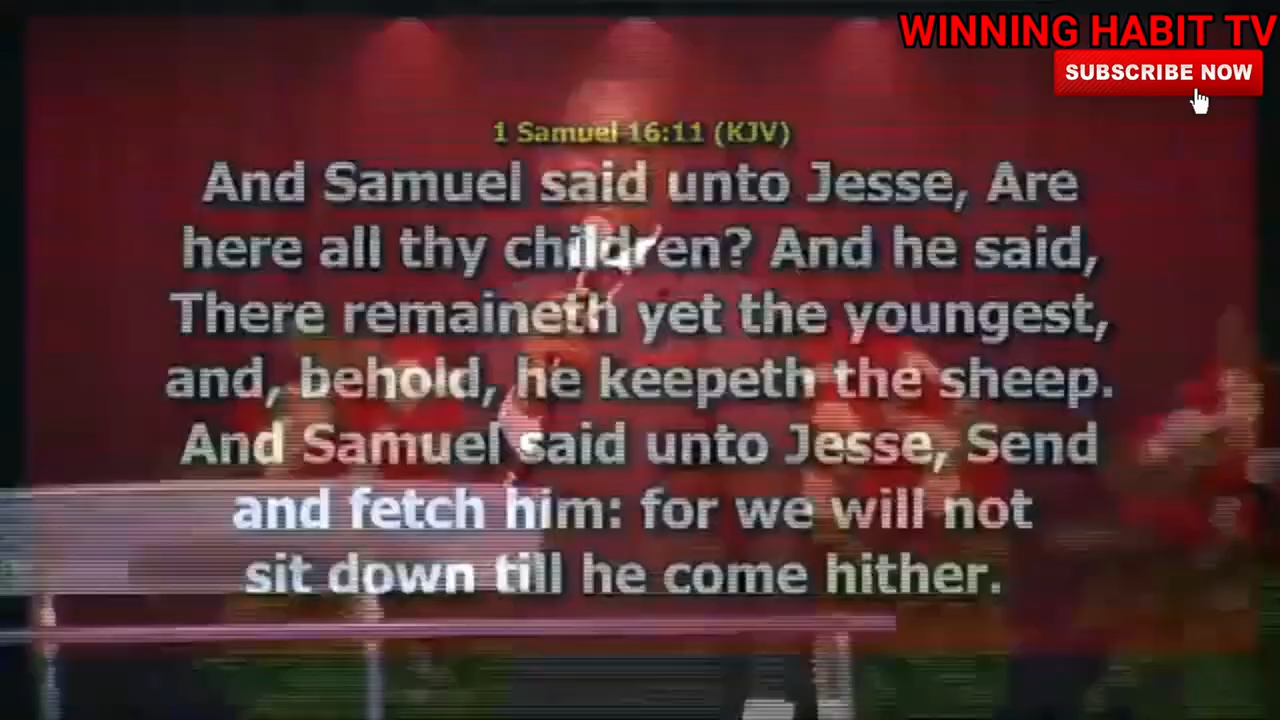 WINNING HABIT TV
SUBSCRIBE NOW
1 Samuel 16:11 (KJV)
And Samuel said unto Jesse, Are
here all thy children? And he said,
There remaineth yet the youngest,
and, behold, he keepeth the sheep.
And Samuel said unto Jesse, Send
and fetch him: for we will not
sit down till he come hither.